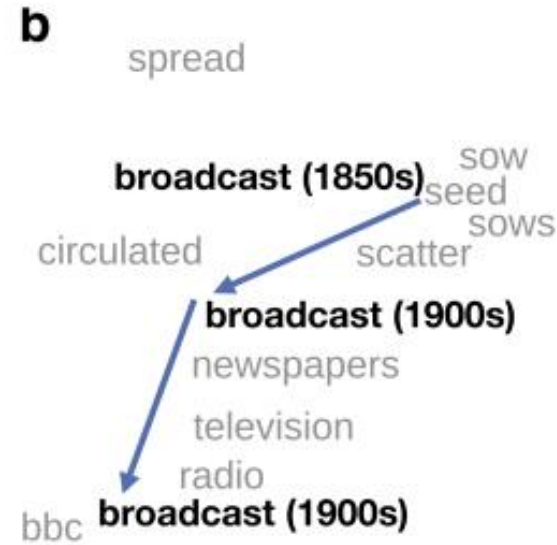 b
spread
sow
broadcast (1850s)
seed
sows
circulated
scatter
broadcast (1900s)
newspapers
television
radio
broadcast (1900s)
bbc